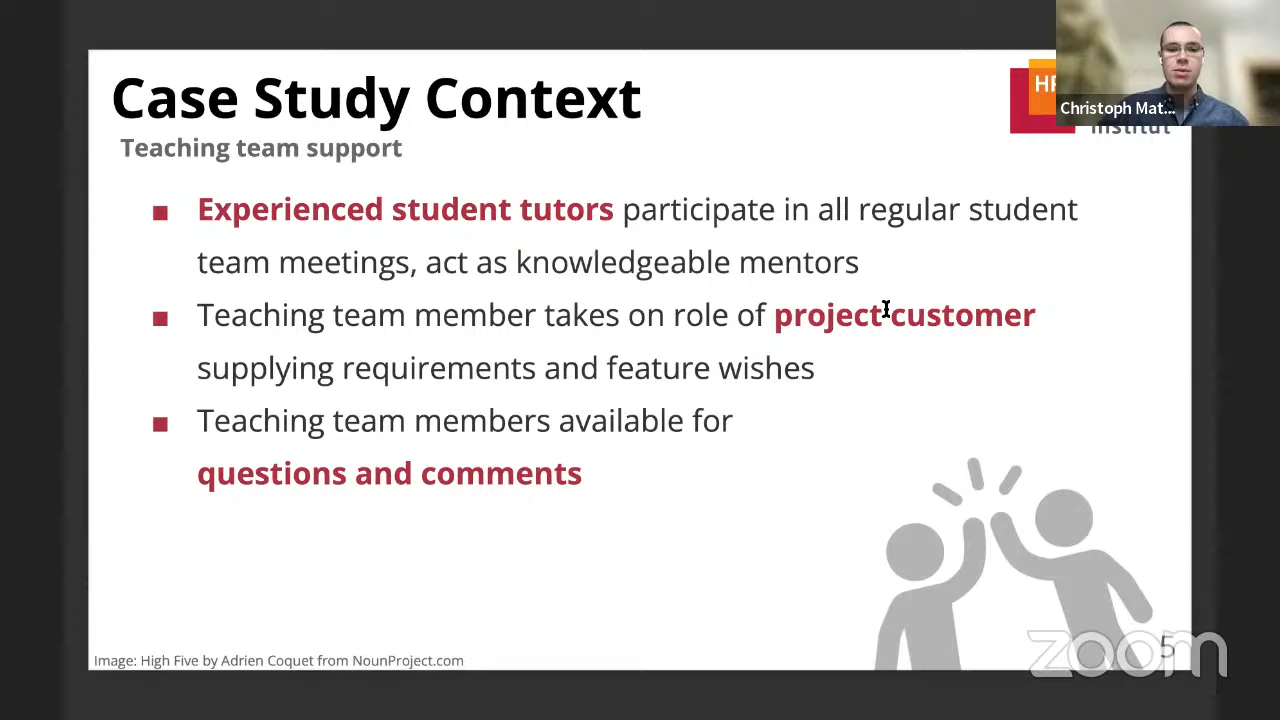 Case Study Context
Teaching team support
Christoph Mat...
▪ Experienced student tutors participate in all regular student
team meetings, act as knowledgeable mentors
▪ Teaching team member takes on role of project customer
supplying requirements and feature wishes
▪ Teaching team members available for
questions and comments
Image: High Five by Adrien Coquet from NounProject.com
5
zoom